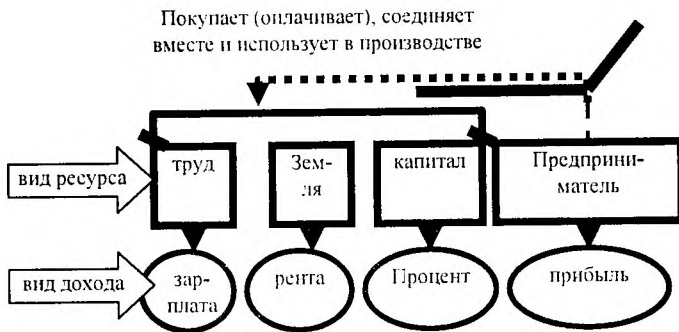 Покупает (оплачивает), соединяет
вместе и использует в производстве
вид ресурса
труд
Зем-
ля
капитал
Предприни-
матель
вид дохода
зар-
плата
рента
Процент
прибыль